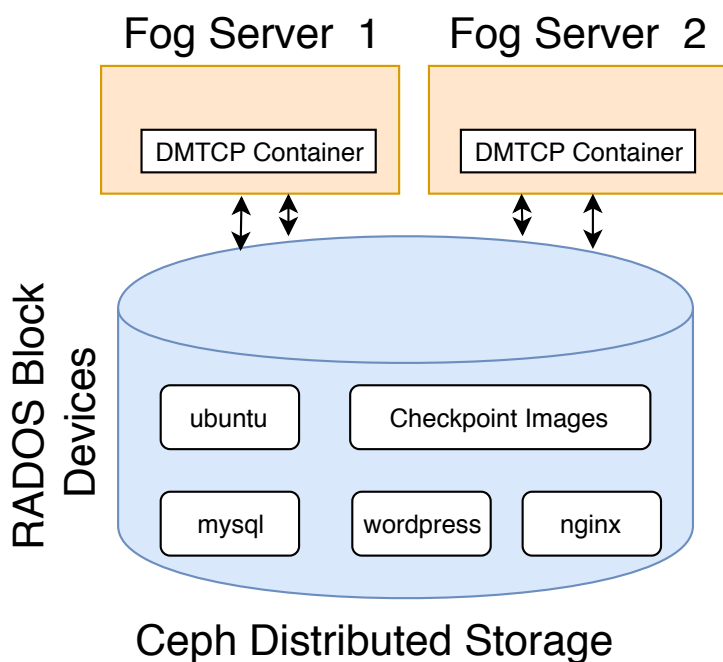 Fog Server 1
Fog Server 2
DMTCP Container
DMTCP Container
RADOS Block
Devices
ubuntu
Checkpoint Images
mysql
wordpress
nginx
Ceph Distributed Storage